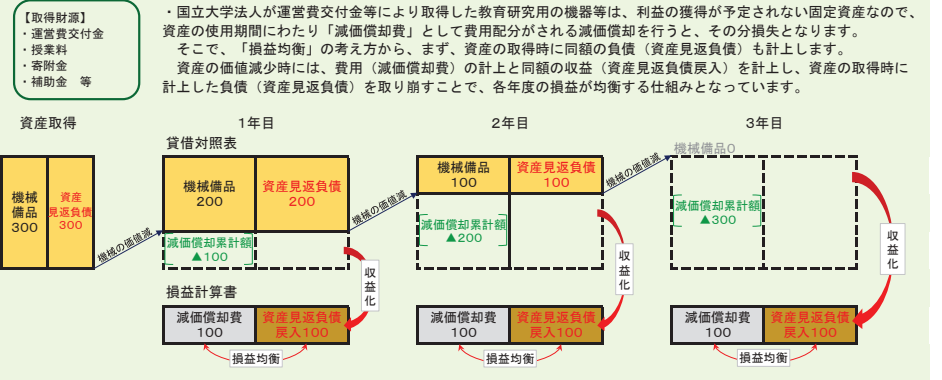 【取得財源】
・運営費交付金
・授業料
・寄附金
・補助金　等
・国立大学法人が運営費交付金等により取得した教育研究用の機器等は、利益の獲得が予定されない固定資産なので、
資産の使用期間にわたり「減価償却費」として費用配分がされる減価償却を行うと、その分損失となります。
　そこで、「損益均衡」の考え方から、まず、資産の取得時に同額の負債（資産見返負債）も計上します。
　資産の価値減少時には、費用（減価償却費）の計上と同額の収益（資産見返負債戻入）を計上し、資産の取得時に
計上した負債（資産見返負債）を取り崩すことで、各年度の損益が均衡する仕組みとなっています。
資産取得
機械
備品
300
資産
見返負債
300
機械の価値減
1年目
貸借対照表
機械備品
200
資産見返負債
200
減価償却累計額
▲100
機械の価値減
収益化
損益計算書
減価償却費
100
資産見返負債
戻入100
損益均衡
2年目
機械備品
100
資産見返負債
100
減価償却累計額
▲200
機械の価値減
収益化
減価償却費
100
資産見返負債
戻入100
損益均衡
3年目
機械備品0
減価償却累計額
▲300
収益化
減価償却費
100
資産見返負債
戻入100
損益均衡